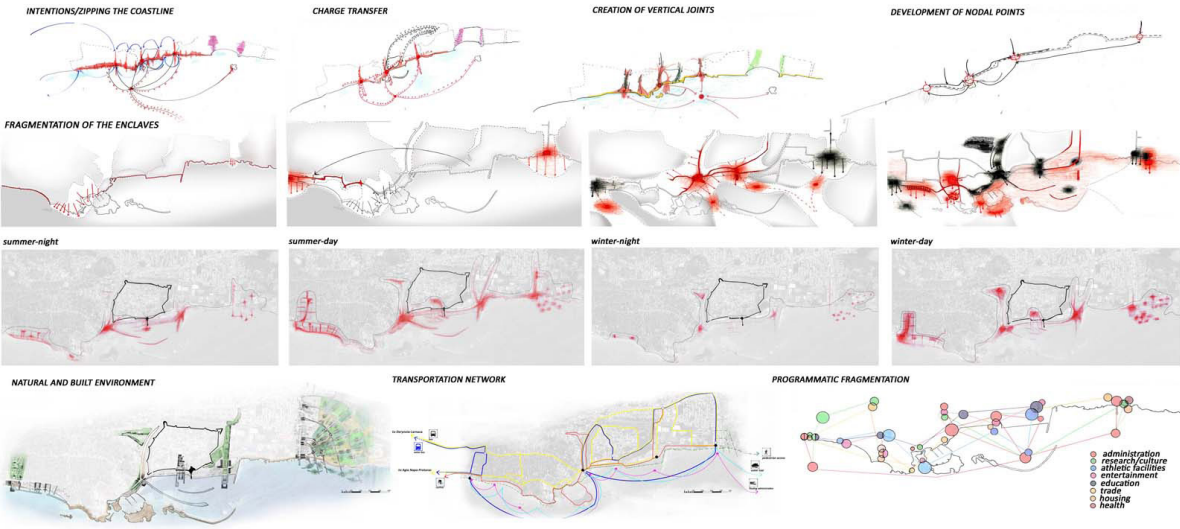 INTENTIONS/ZIPPING THE COASTLINE
CHARGE TRANSFER
CREATION OF VERTICAL JOINTS
DEVELOPMENT OF NODAL POINTS
FRAGMENTATION OF THE ENCLAVES
summer-night
summer-day
winter-night
winter-day
NATURAL AND BUILT ENVIRONMENT
TRANSPORTATION NETWORK
PROGRAMMATIC FRAGMENTATION
administration
research/culture
athletic facilities
entertainment
education
trade
housing
health